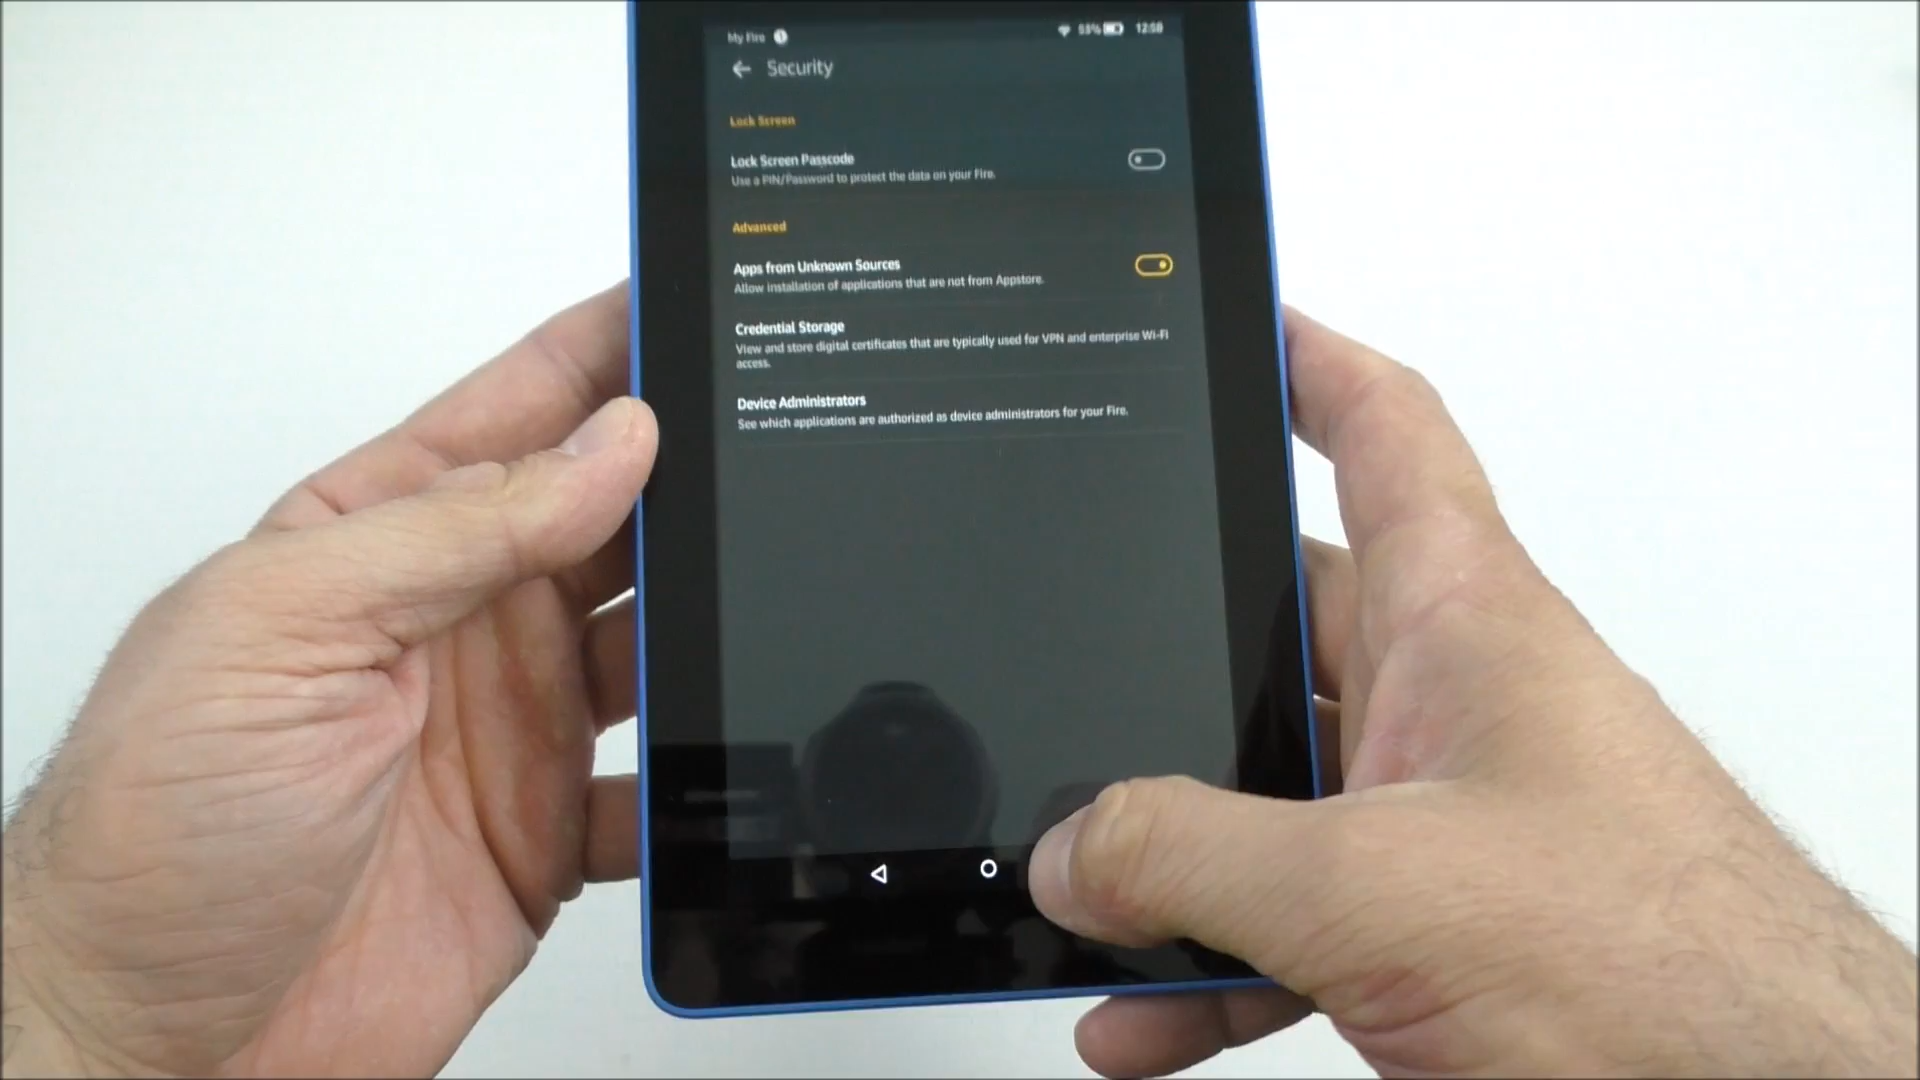 My Fire 1
53% 12:58
Security
Lock Screen
Lock Screen Passcode
Use a PIN/Password to protect the data on your Fire.
Advanced
Apps from Unknown Sources
Allow installation of applications that are not from Appstore.
Credential Storage
View and store digital certificates that are typically used for VPN and enterprise Wi-Fi
access.
Device Administrators
See which applications are authorized as device administrators for your Fire.